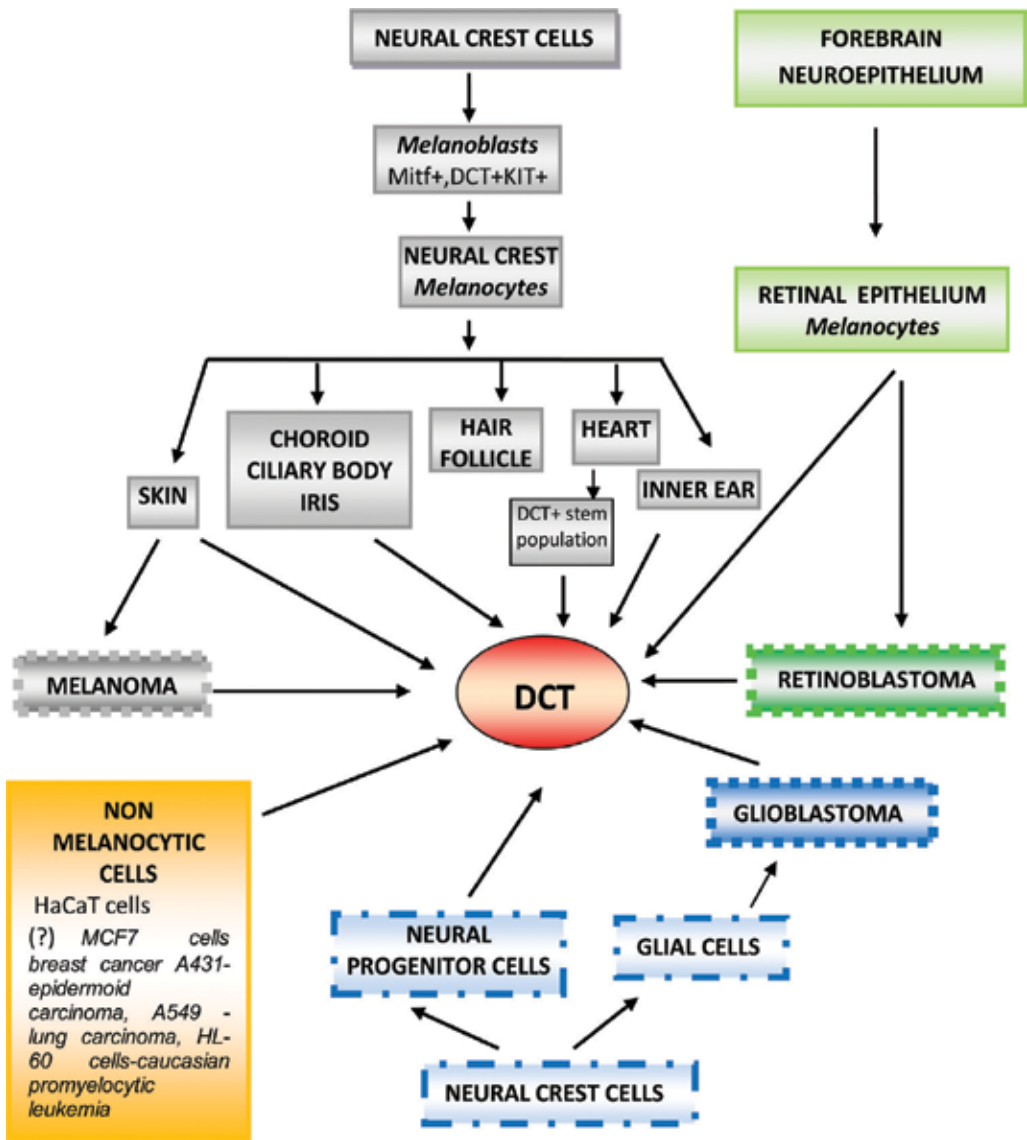 NEURAL CREST CELLS
FOREBRAIN
NEUROEPITHELIUM
Melanoblasts
Mitf+,DCT+KIT+
NEURAL CREST
Melanocytes
RETINAL EPITHELIUM
Melanocytes
SKIN
CHOROID
CILIARY BODY
IRIS
HAIR
FOLLICLE
HEART
INNER EAR
DCT+ stem
population
MELANOMA
DCT
RETINOBLASTOMA
NON
MELANOCYTIC
CELLS
HaCaT cells
(?) MCF7 cells
breast cancer A431-
epidermoid
carcinoma, A549 -
lung carcinoma, HL-
60 cells-caucasian
promyelocytic
leukemia
GLIOBLASTOMA
NEURAL
PROGENITOR CELLS
GLIAL CELLS
NEURAL CREST CELLS